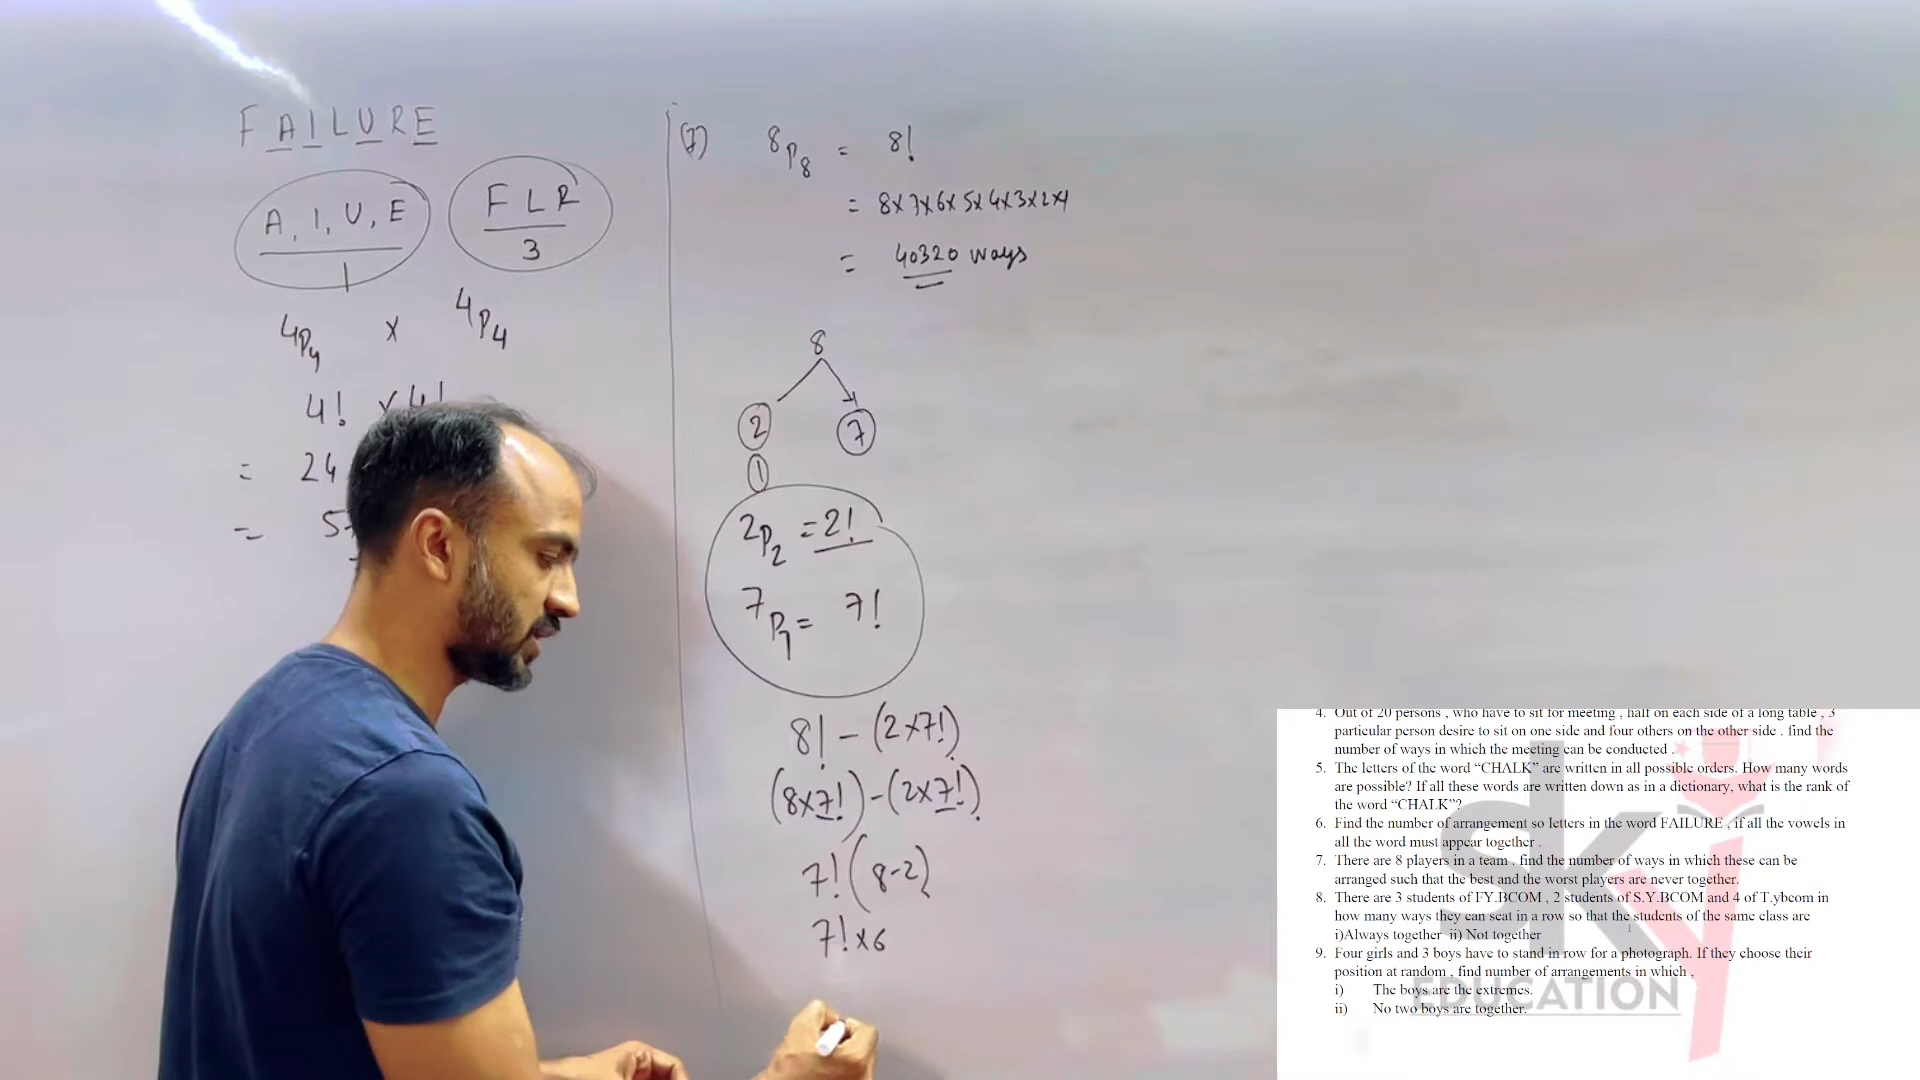 FAILURE
A, I, U, E
1
F L R
3
4P4 x 4P4
4! x 4!
= 24
= 5
(7) 8P8 = 8!
= 8x7x6x5x4x3x2x1
= 40320 ways
8
2 7
1
2P2 = 2!
7P7 = 7!
8! - (2x7!)
(8x7!) - (2x7!)
7! (8-2)
7! x 6
4. Out of 20 persons , who have to sit for meeting , half on each side of a long table , 3
particular person desire to sit on one side and four others on the other side . find the
number of ways in which the meeting can be conducted .
5. The letters of the word “CHALK” are written in all possible orders. How many words
are possible? If all these words are written down as in a dictionary, what is the rank of
the word “CHALK”?
6. Find the number of arrangement so letters in the word FAILURE , if all the vowels in
all the word must appear together .
7. There are 8 players in a team , find the number of ways in which these can be
arranged such that the best and the worst players are never together.
8. There are 3 students of FY.BCOM , 2 students of S.Y.BCOM and 4 of T.ybcom in
how many ways they can seat in a row so that the students of the same class are
i)Always together ii) Not together
9. Four girls and 3 boys have to stand in row for a photograph. If they choose their
position at random , find number of arrangements in which ,
i) The boys are the extremes.
ii) No two boys are together.
sky
EDUCATION